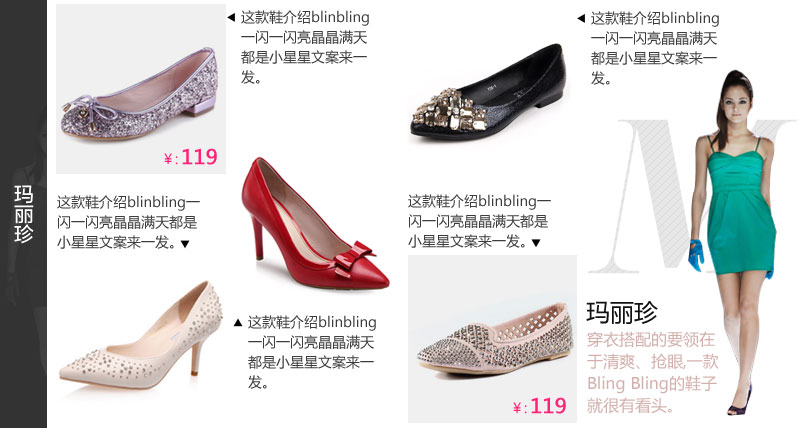 玛丽珍
这款鞋介绍blinbling
一闪一闪亮晶晶满天
都是小星星文案来一
发。
¥:119
这款鞋介绍blinbling一
闪一闪亮晶晶满天都是
小星星文案来一发。
这款鞋介绍blinbling
一闪一闪亮晶晶满天
都是小星星文案来一
发。
这款鞋介绍blinbling
一闪一闪亮晶晶满天
都是小星星文案来一
发。
这款鞋介绍blinbling一
闪一闪亮晶晶满天都是
小星星文案来一发。
¥:119
M
玛丽珍
穿衣搭配的要领在
于清爽、抢眼,一款
Bling Bling的鞋子
就很有看头。